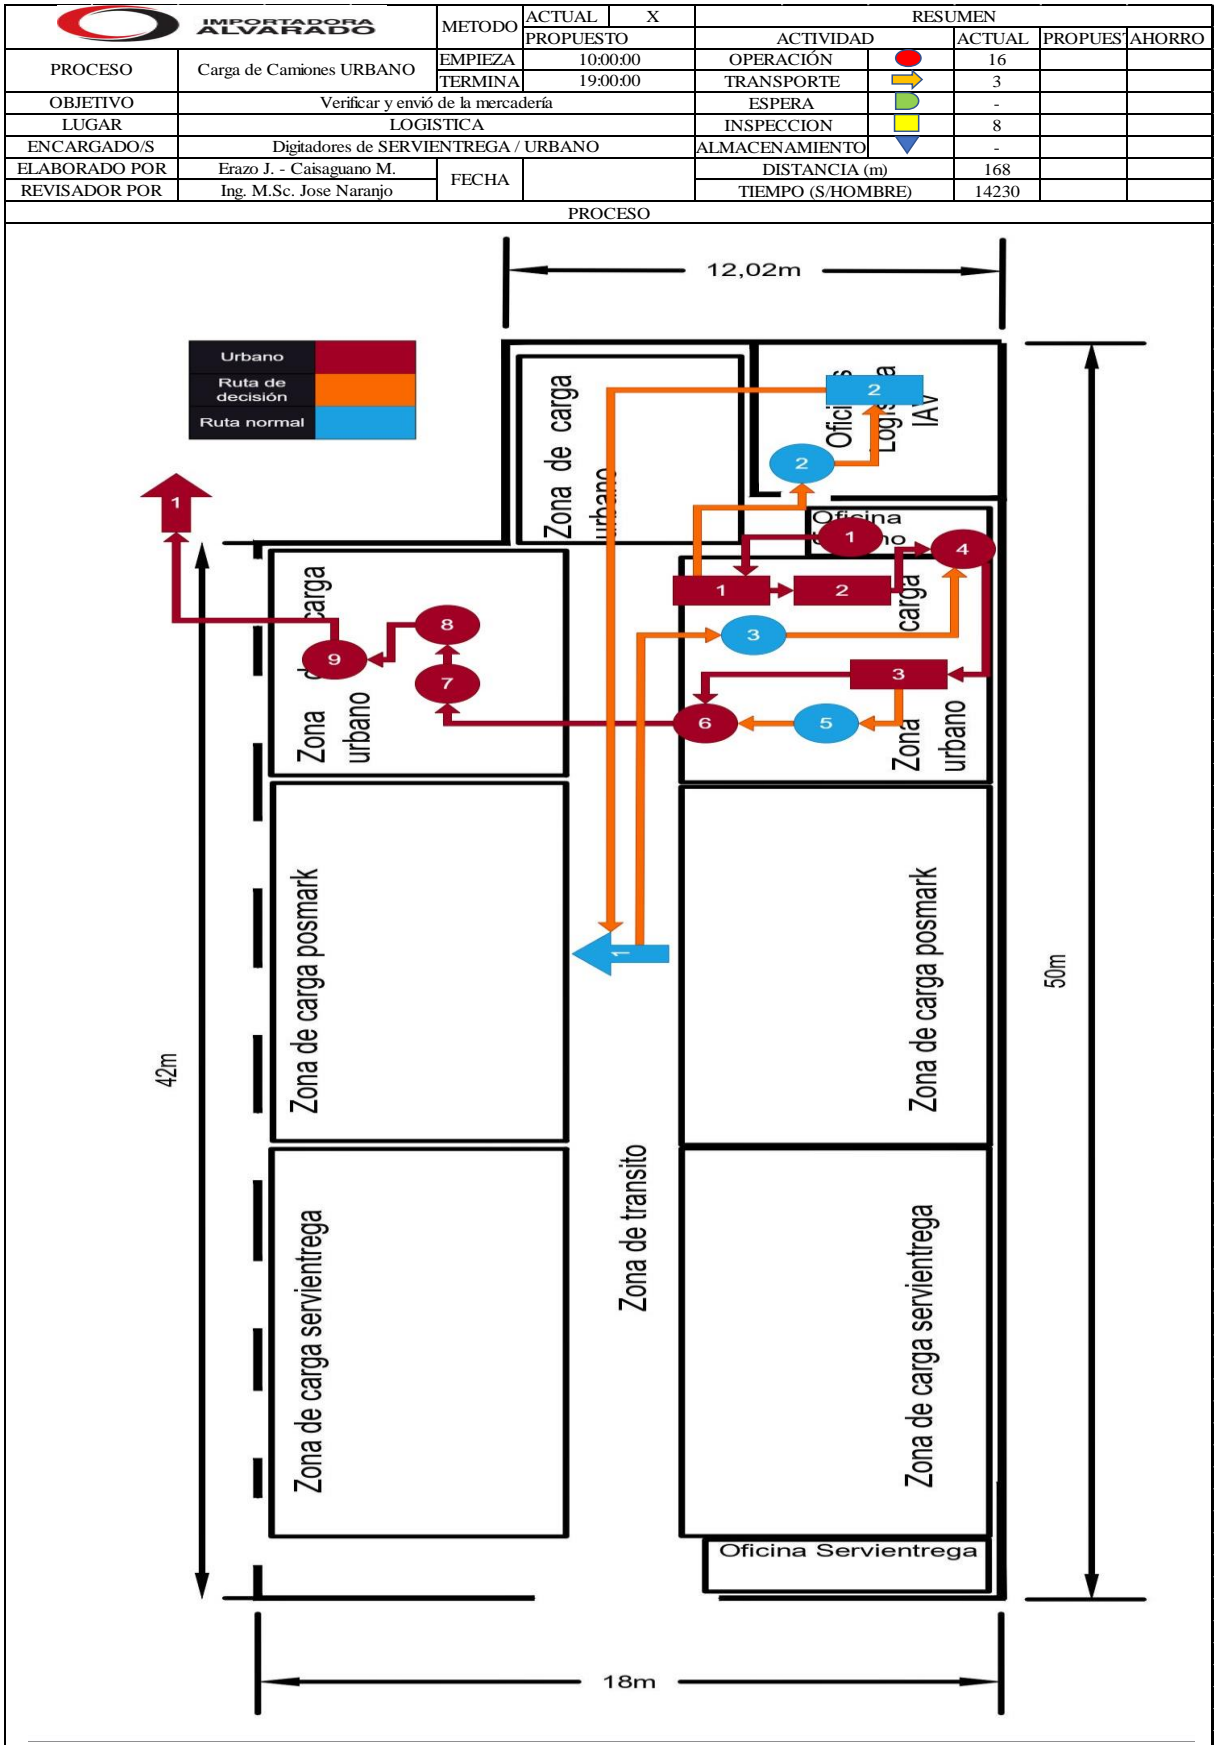 IMPORTADORA
ALVARADO
METODO
ACTUAL X
PROPUESTO
RESUMEN
ACTIVIDAD ACTUAL PROPUEST AHORRO
PROCESO Carga de Camiones URBANO
EMPIEZA 10:00:00
TERMINA 19:00:00
OPERACIÓN 16
TRANSPORTE 3
OBJETIVO Verificar y envió de la mercadería
ESPERA -
LUGAR LOGISTICA
INSPECCION 8
ENCARGADO/S Digitadores de SERVIENTREGA / URBANO
ALMACENAMIENTO -
ELABORADO POR Erazo J. - Caisaguano M.
FECHA
DISTANCIA (m) 168
REVISADOR POR Ing. M.Sc. Jose Naranjo
TIEMPO (S/HOMBRE) 14230
PROCESO
12,02m
Urbano
Ruta de
decisión
Ruta normal
Zona de carga
urbano
IAV
2
2
1
Oficina
1
4
1
2
3
carga
Zona
urbano
3
6
5
carga
Zona
urbano
8
9
7
Zona de carga posmark
Zona de carga posmark
1
50m
42m
Zona de transito
Zona de carga servientrega
Zona de carga servientrega
Oficina Servientrega
18m